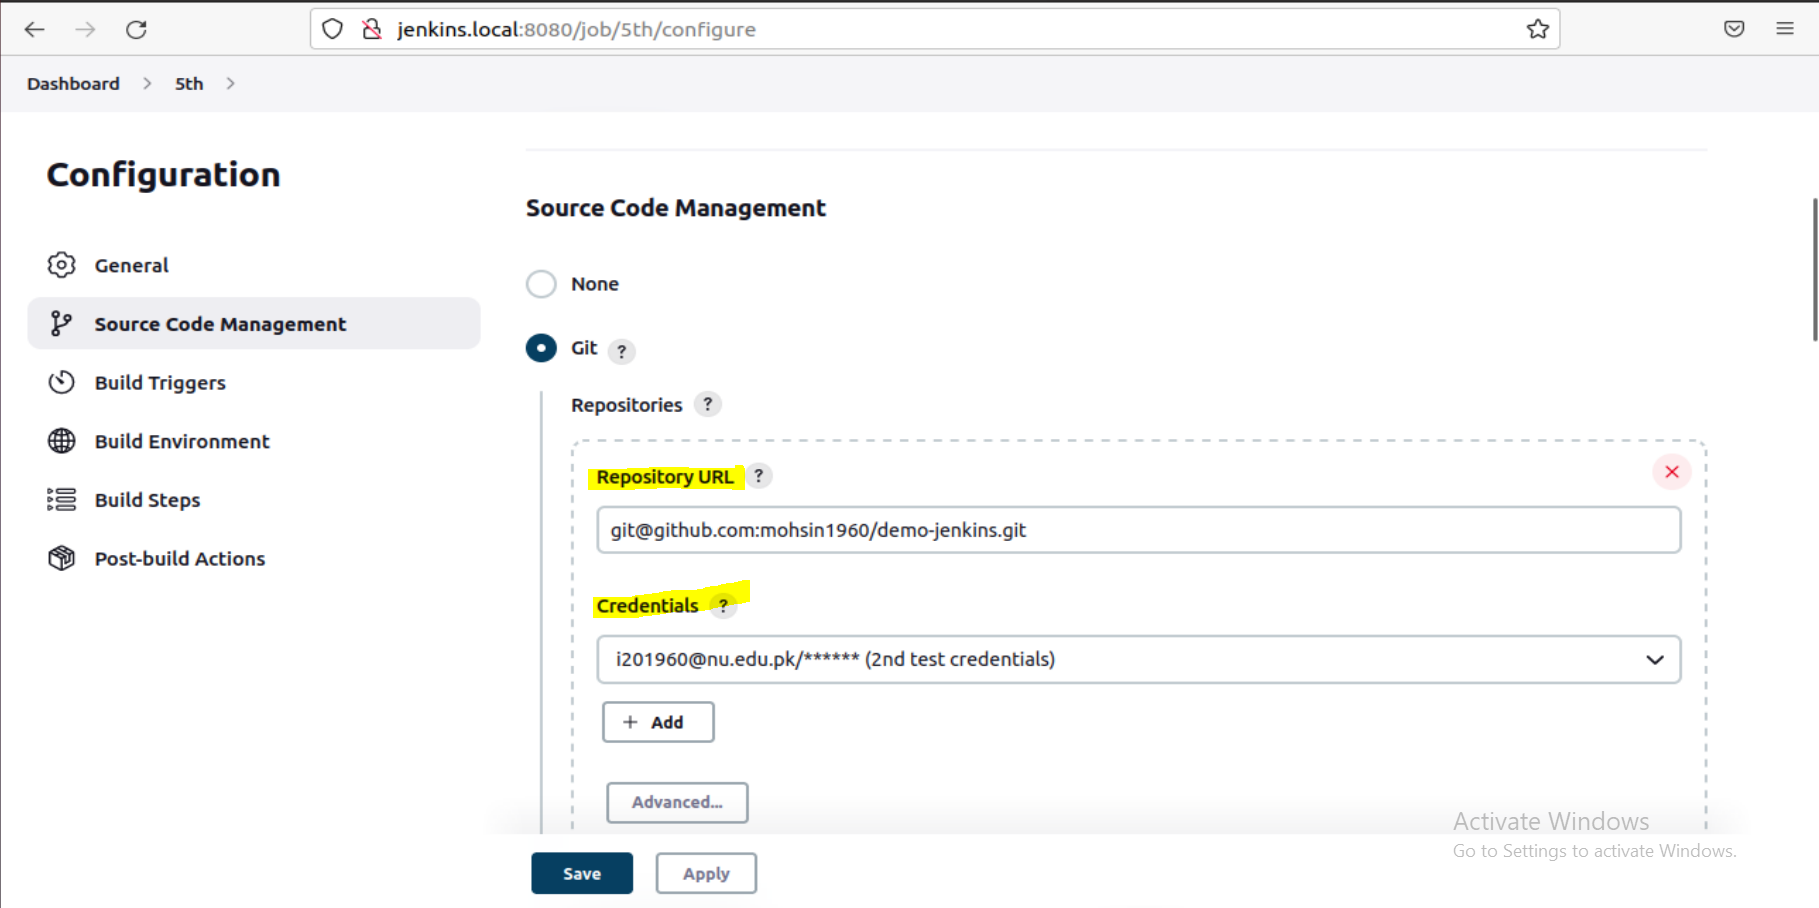 jenkins.local:8080/job/5th/configure
Dashboard > 5th >
Configuration
General
Source Code Management
Build Triggers
Build Environment
Build Steps
Post-build Actions
Source Code Management
None
Git ?
Repositories ?
Repository URL ?
git@github.com:mohsin1960/demo-jenkins.git
Credentials ?
i201960@nu.edu.pk/****** (2nd test credentials)
+ Add
Advanced...
Save
Apply
Activate Windows
Go to Settings to activate Windows.